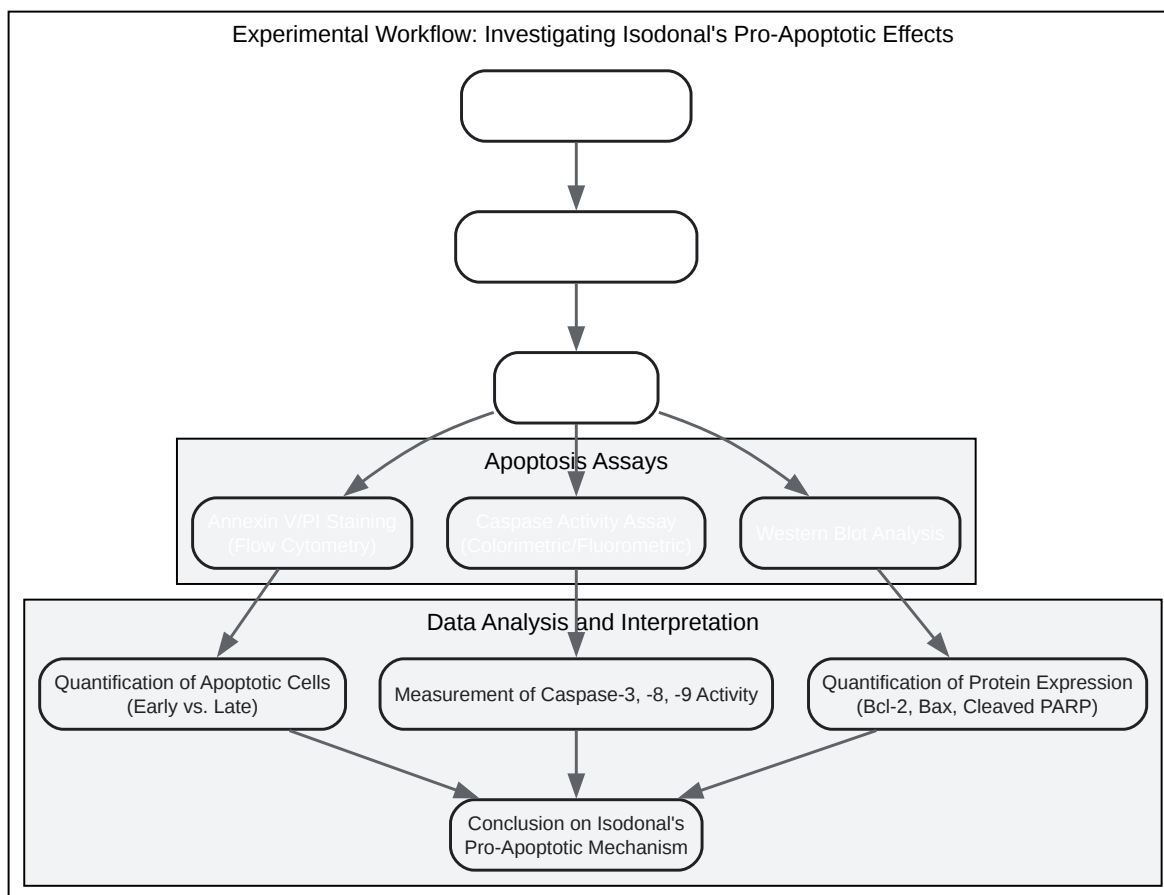 Experimental Workflow: Investigating Isodonal's Pro-Apoptotic Effects
Apoptosis Assays
Annexin V/PI Staining
(Flow Cytometry)
Caspase Activity Assay
(Colorimetric/Fluorometric)
Western Blot Analysis
Data Analysis and Interpretation
Quantification of Apoptotic Cells
(Early vs. Late)
Measurement of Caspase-3, -8, -9 Activity
Quantification of Protein Expression
(Bcl-2, Bax, Cleaved PARP)
Conclusion on Isodonal's
Pro-Apoptotic Mechanism